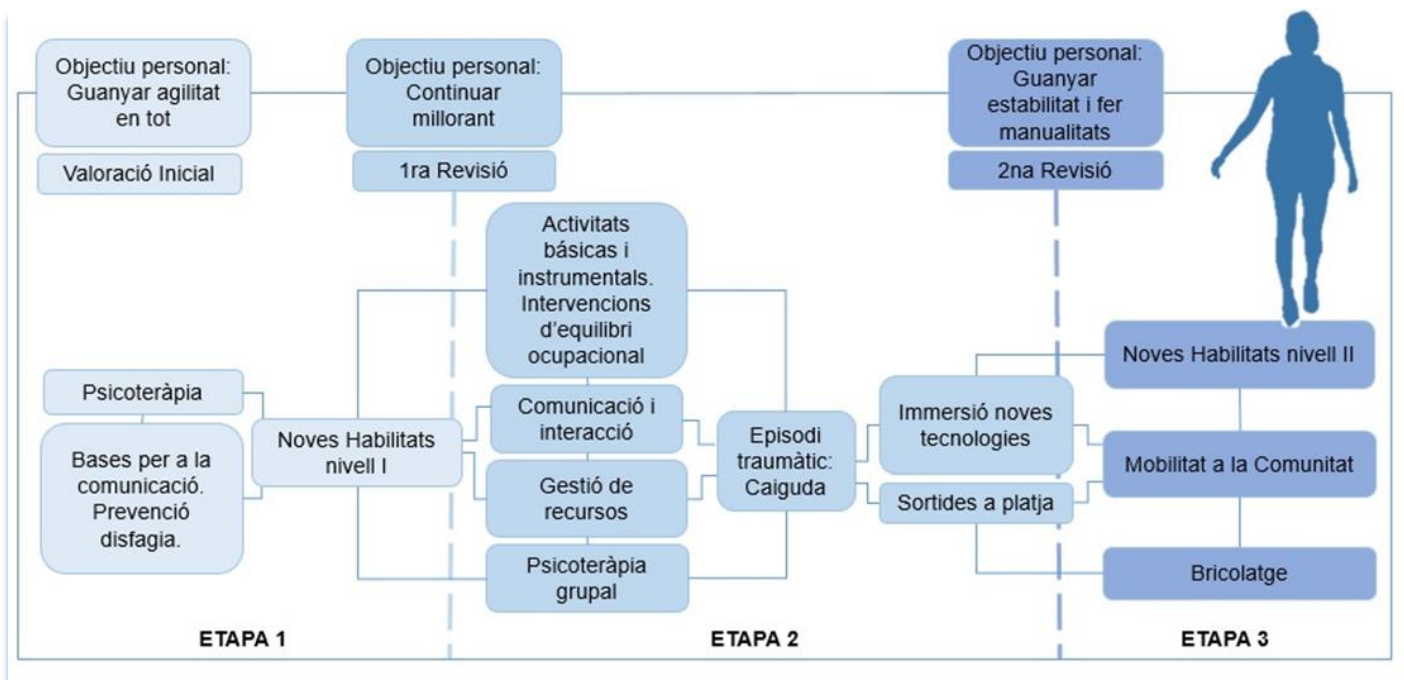 Objectiu personal:
Guanyar agilitat
en tot
Valoració Inicial
Objectiu personal:
Continuar
millorant
1ra Revisió
Objectiu personal:
Guanyar
estabilitat i fer
manualitats
2na Revisió
Psicoteràpia
Bases per a la
comunicació.
Prevenció
disfagia.
Noves Habilitats
nivell I
Activitats
básicas i
instrumentals.
Intervencions
d'equilibri
ocupacional
Comunicació i
interacció
Gestió de
recursos
Psicoteràpia
grupal
Episodi
traumàtic:
Caiguda
Immersió noves
tecnologies
Sortides a platja
Noves Habilitats nivell II
Mobilitat a la Comunitat
Bricolatge
ETAPA 1
ETAPA 2
ETAPA 3